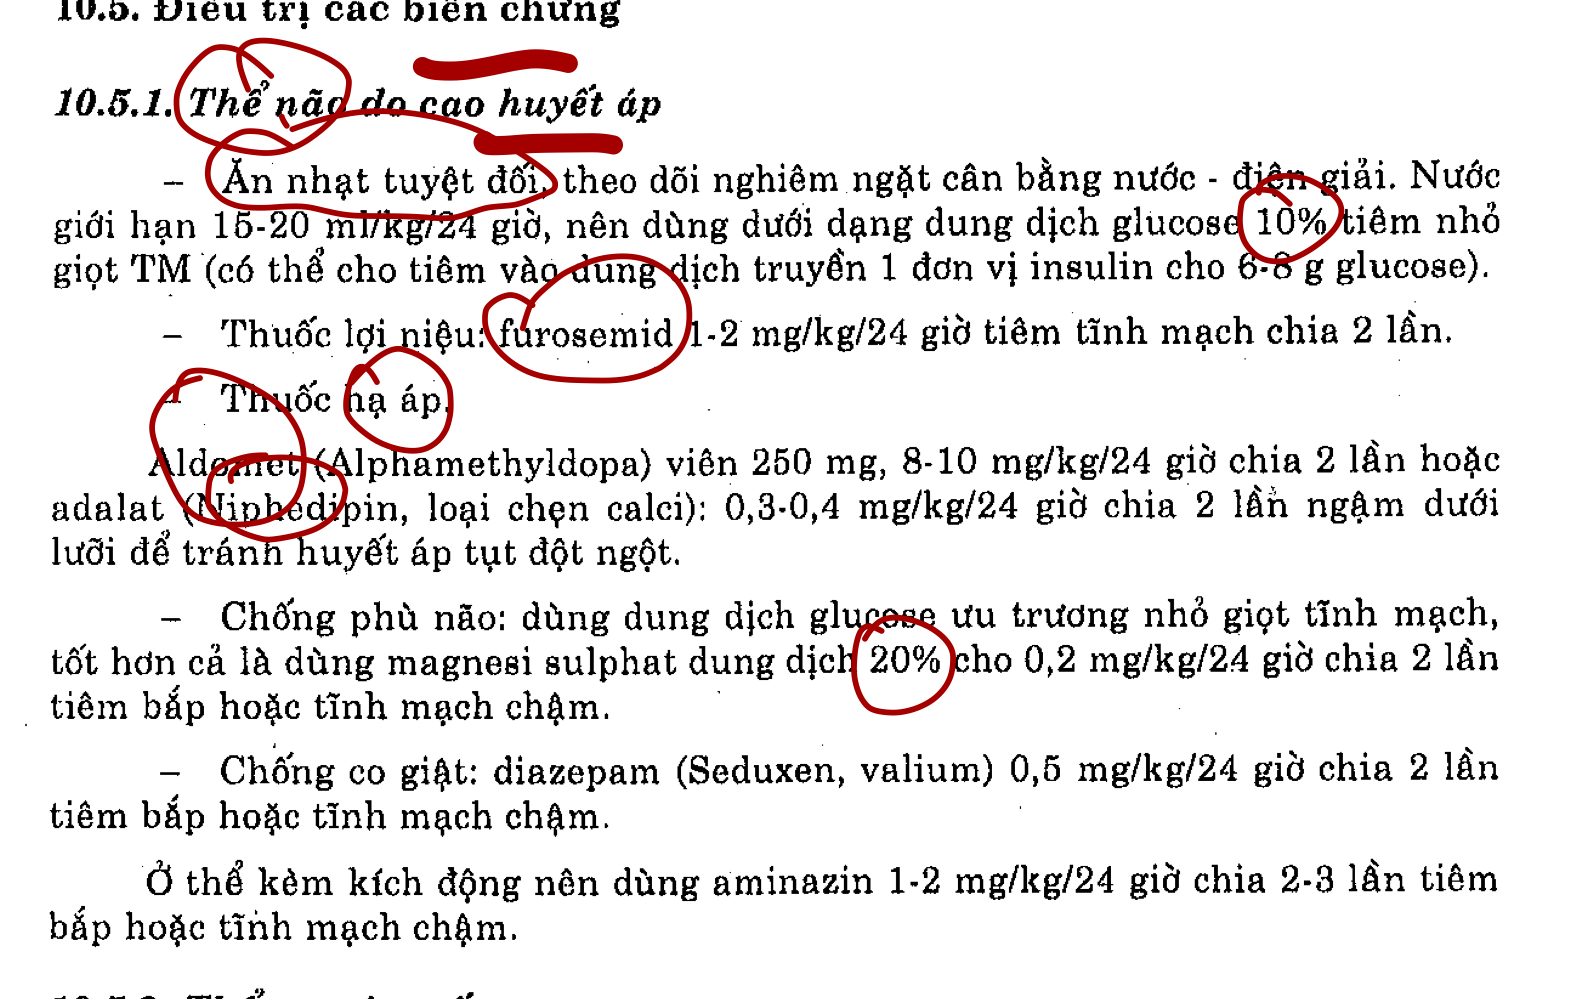 10.5. Điều trị các biến chứng
10.5.1. Thể não do cao huyết áp
– Ăn nhạt tuyệt đối, theo dõi nghiêm ngặt cân bằng nước - điện giải. Nước
giới hạn 15-20 ml/kg/24 giờ, nên dùng dưới dạng dung dịch glucose 10% tiêm nhỏ
giọt TM (có thể cho tiêm vào dung dịch truyền 1 đơn vị insulin cho 6-8 g glucose).
– Thuốc lợi niệu: furosemid 1-2 mg/kg/24 giờ tiêm tĩnh mạch chia 2 lần.
– Thuốc hạ áp.
Aldomet (Alphamethyldopa) viên 250 mg, 8-10 mg/kg/24 giờ chia 2 lần hoặc
adalat (Niphedipin, loại chẹn calci): 0,3-0,4 mg/kg/24 giờ chia 2 lần ngậm dưới
lưỡi để tránh huyết áp tụt đột ngột.
– Chống phù não: dùng dung dịch glucose ưu trương nhỏ giọt tĩnh mạch,
tốt hơn cả là dùng magnesi sulphat dung dịch 20% cho 0,2 mg/kg/24 giờ chia 2 lần
tiêm bắp hoặc tĩnh mạch chậm.
– Chống co giật: diazepam (Seduxen, valium) 0,5 mg/kg/24 giờ chia 2 lần
tiêm bắp hoặc tĩnh mạch chậm.
Ở thể kèm kích động nên dùng aminazin 1-2 mg/kg/24 giờ chia 2-3 lần tiêm
bắp hoặc tĩnh mạch chậm.